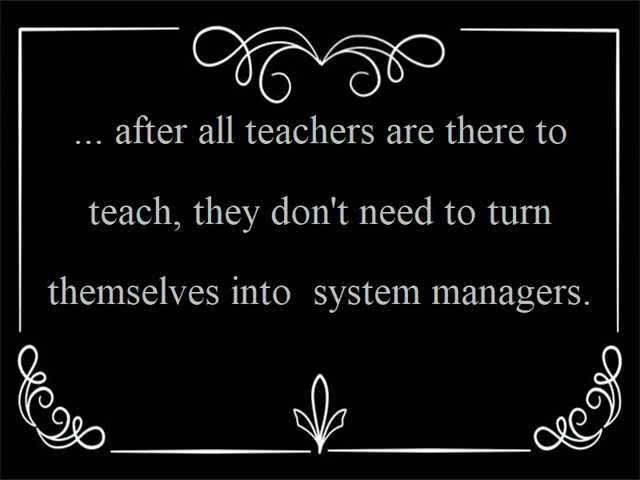 ... after all teachers are there to
teach, they don't need to turn
themselves into  system managers.